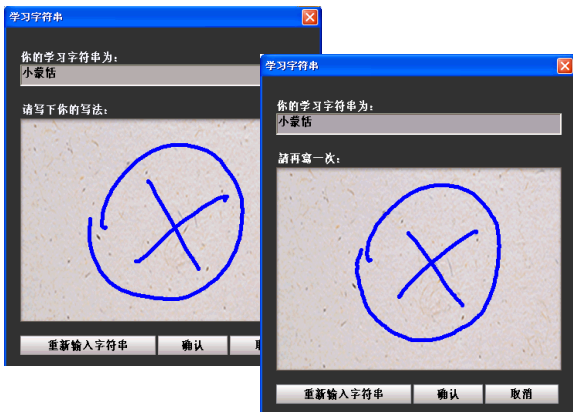 学习字符串
你的学习字符串为：
小蒙恬
请写下你的写法：
重新输入字符串
确认
学习字符串
你的学习字符串为：
小蒙恬
請再寫一次：
重新输入字符串
确认
取消